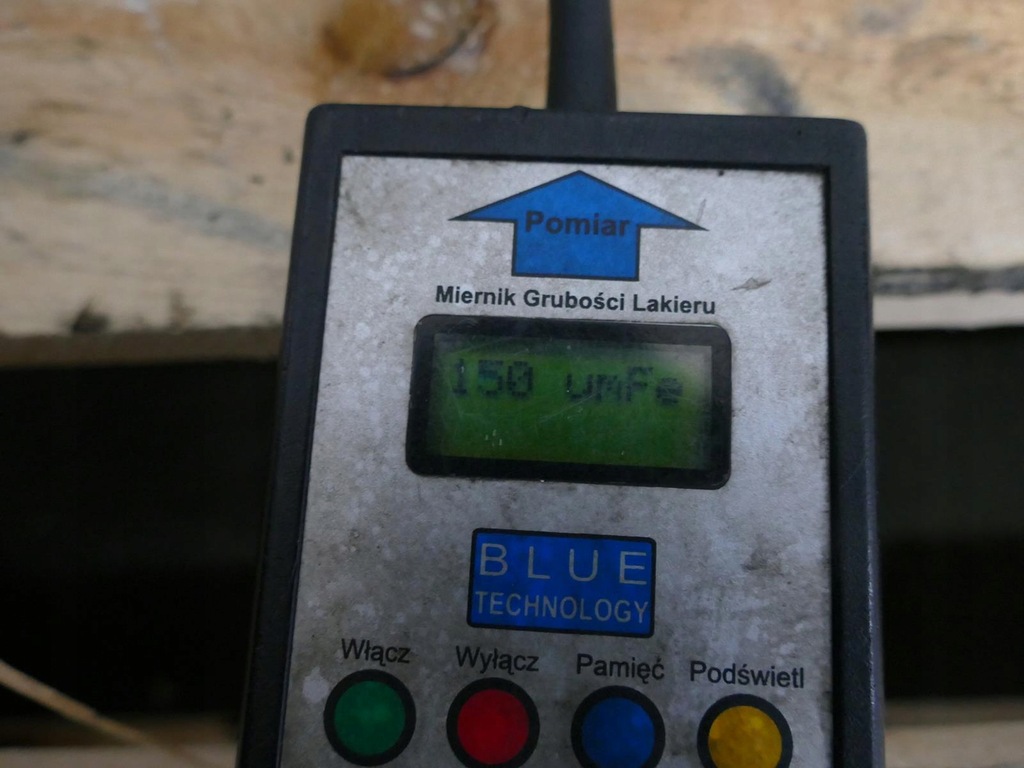 Pomiar
Miernik Grubości Lakieru
150 umFe
BLUE
TECHNOLOGY
Włącz Wyłącz Pamięć Podświetl